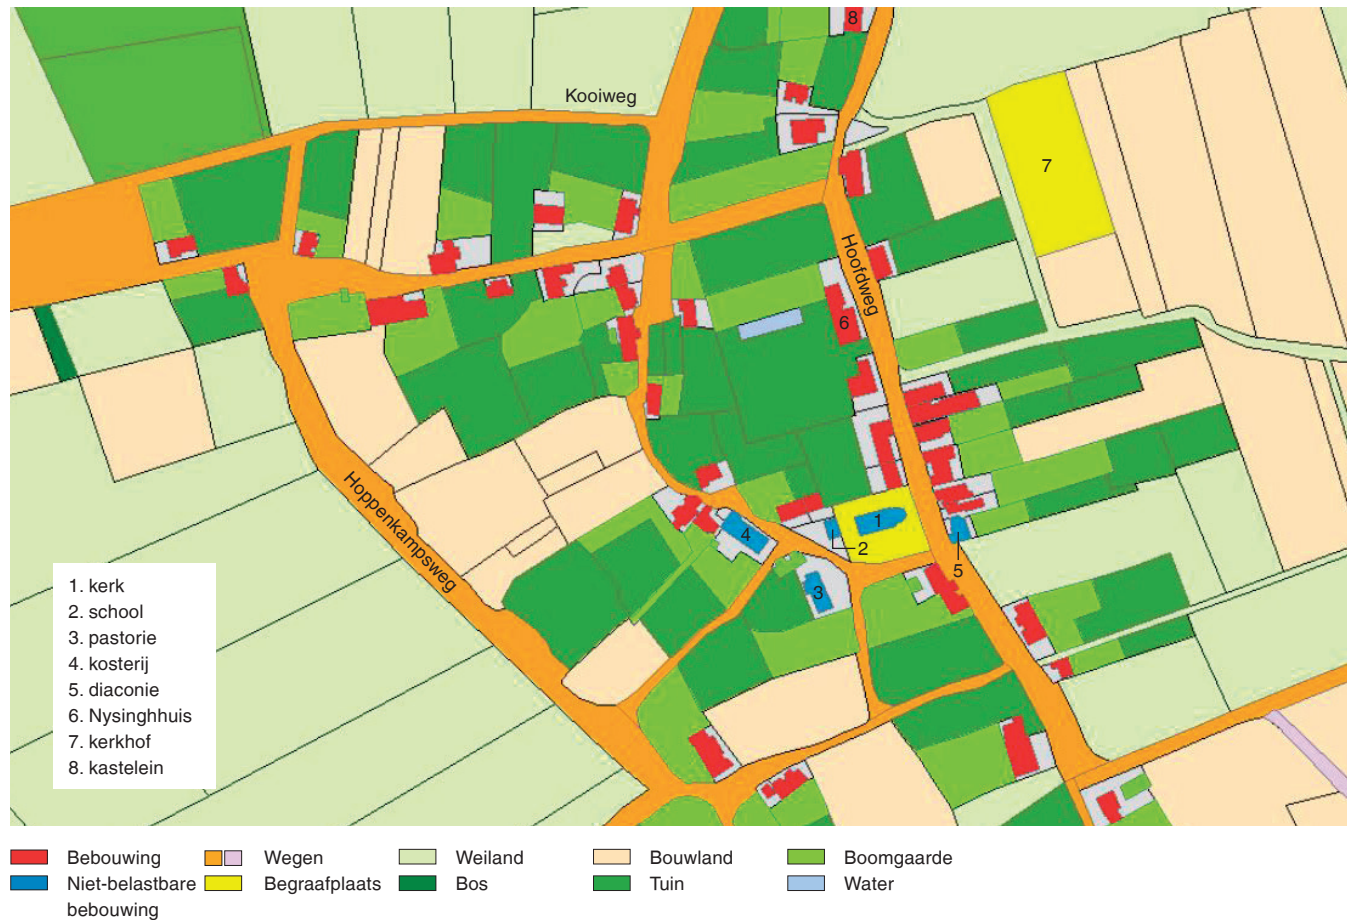 8
Kooiweg
7
Hoofdweg
6
Hoppenkampsweg
1
4
2
5
3
1. kerk
2. school
3. pastorie
4. kosterij
5. diaconie
6. Nysinghhuis
7. kerkhof
8. kastelein
Bebouwing
Wegen
Weiland
Bouwland
Boomgaarde
Niet-belastbare
bebouwing
Begraafplaats
Bos
Tuin
Water